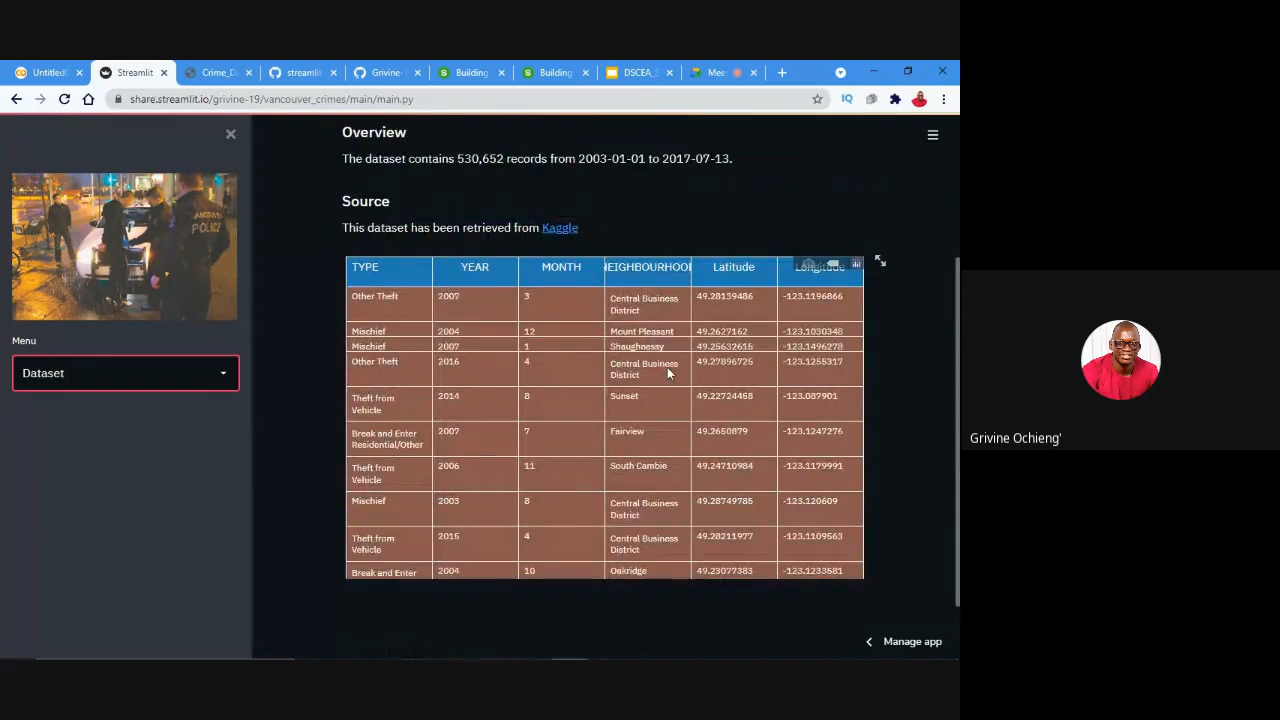 Untitled
Streamlit
Crime_D
streamlit
Grivine-
Building
Building
DSCEA_
Mee
share.streamlit.io/grivine-19/vancouver_crimes/main/main.py
Overview
The dataset contains 530,652 records from 2003-01-01 to 2017-07-13.
Source
This dataset has been retrieved from Kaggle
POLICE
Menu
Dataset
TYPE YEAR MONTH NEIGHBOURHOOD Latitude Longitude
Other Theft 2007 3 Central Business District 49.28139486 -123.1196866
Mischief 2004 12 Mount Pleasant 49.2627162 -123.1030348
Mischief 2007 1 Shaughnessy 49.25632615 -123.1496278
Other Theft 2016 4 Central Business District 49.27896725 -123.1255317
Theft from Vehicle 2014 8 Sunset 49.22724458 -123.087901
Break and Enter Residential/Other 2007 7 Fairview 49.2650879 -123.1247276
Theft from Vehicle 2006 11 South Cambie 49.24710984 -123.1179991
Mischief 2003 8 Central Business District 49.28749785 -123.120609
Theft from Vehicle 2015 4 Central Business District 49.28211977 -123.1109563
Break and Enter 2004 10 Oakridge 49.23077383 -123.1233581
Manage app
Grivine Ochieng'